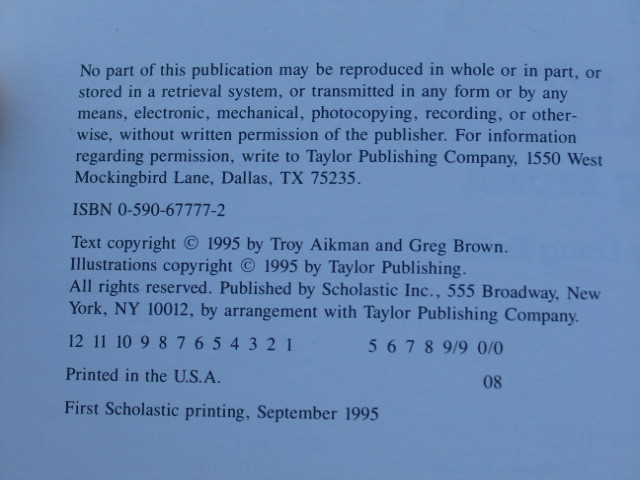 No part of this publication may be reproduced in whole or in part, or
stored in a retrieval system, or transmitted in any form or by any
means, electronic, mechanical, photocopying, recording, or other-
wise, without written permission of the publisher. For information
regarding permission, write to Taylor Publishing Company, 1550 West
Mockingbird Lane, Dallas, TX 75235.
ISBN 0-590-67777-2
Text copyright © 1995 by Troy Aikman and Greg Brown.
Illustrations copyright © 1995 by Taylor Publishing.
All rights reserved. Published by Scholastic Inc., 555 Broadway, New
York, NY 10012, by arrangement with Taylor Publishing Company.
12 11 10 9 8 7 6 5 4 3 2 1 5 6 7 8 9/9 0/0
Printed in the U.S.A. 08
First Scholastic printing, September 1995